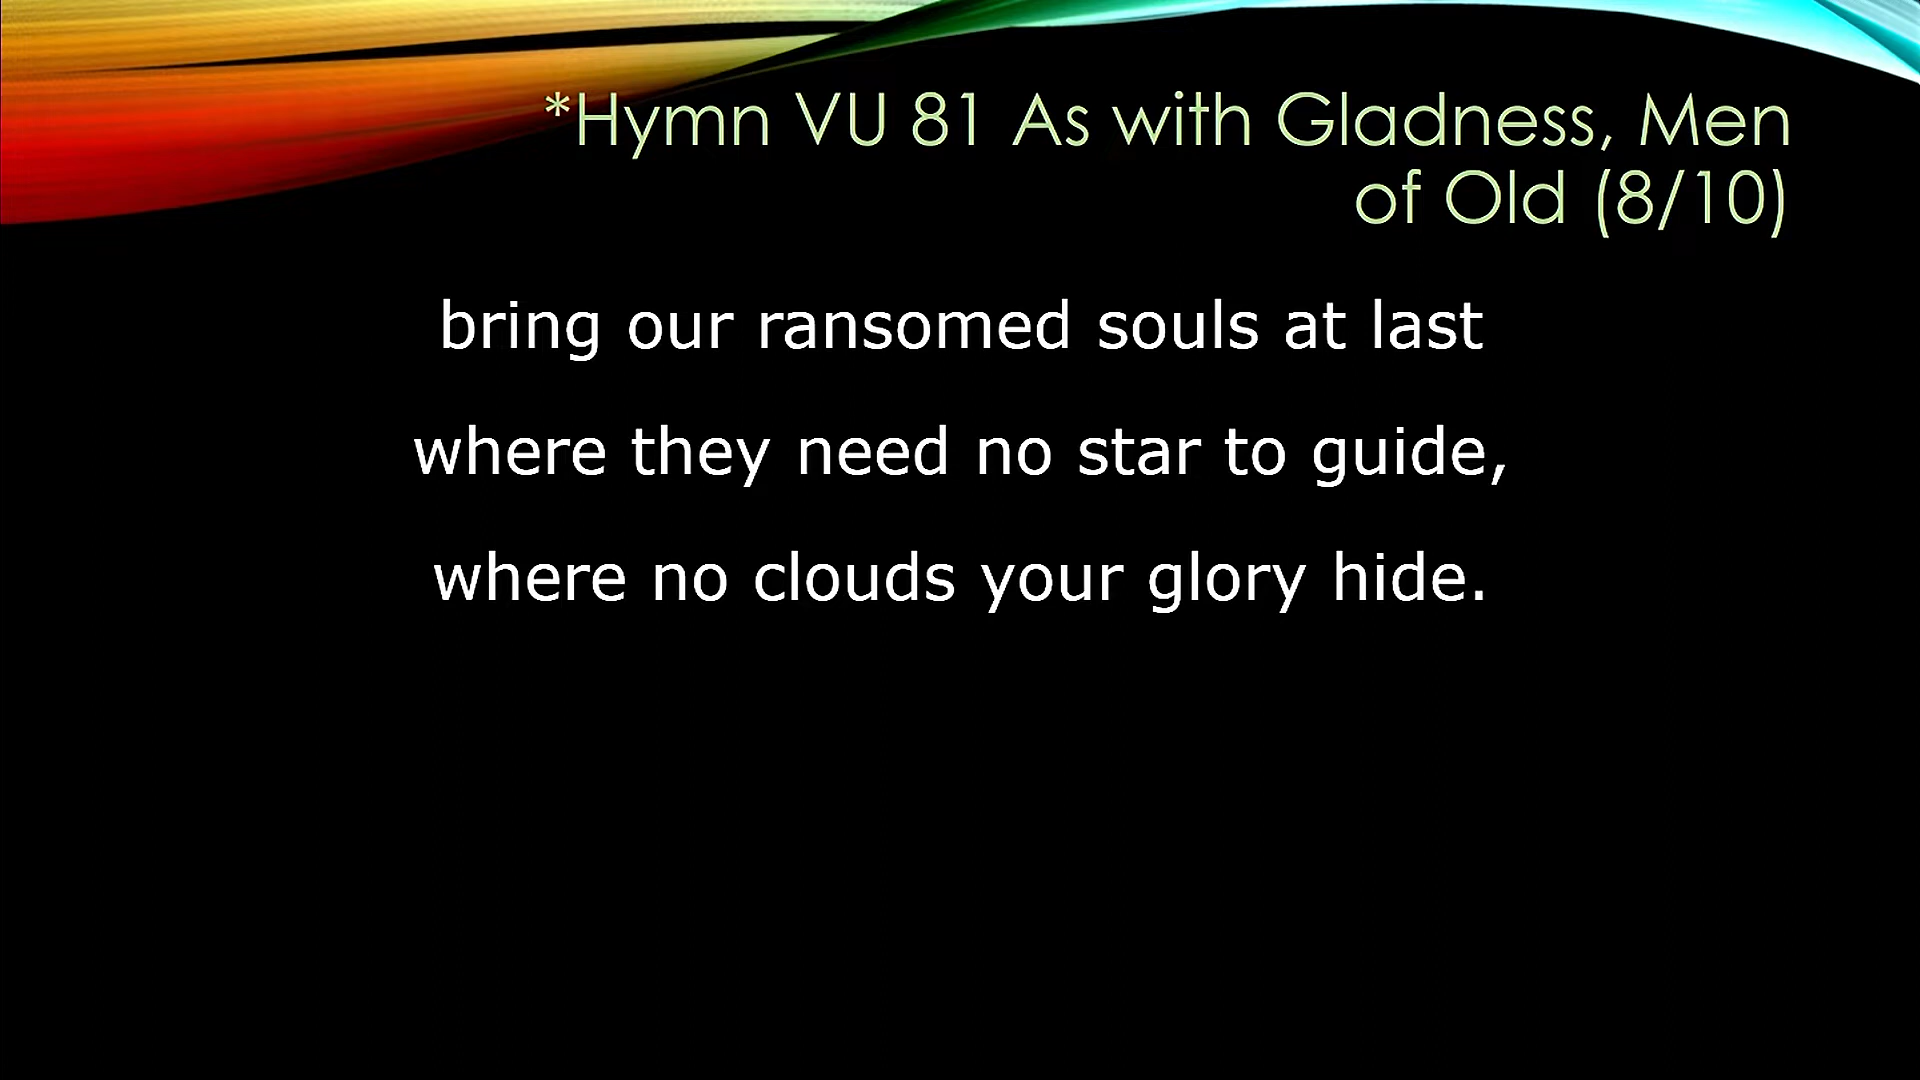 *Hymn VU 81 As with Gladness, Men
of Old (8/10)
bring our ransomed souls at last
where they need no star to guide,
where no clouds your glory hide.